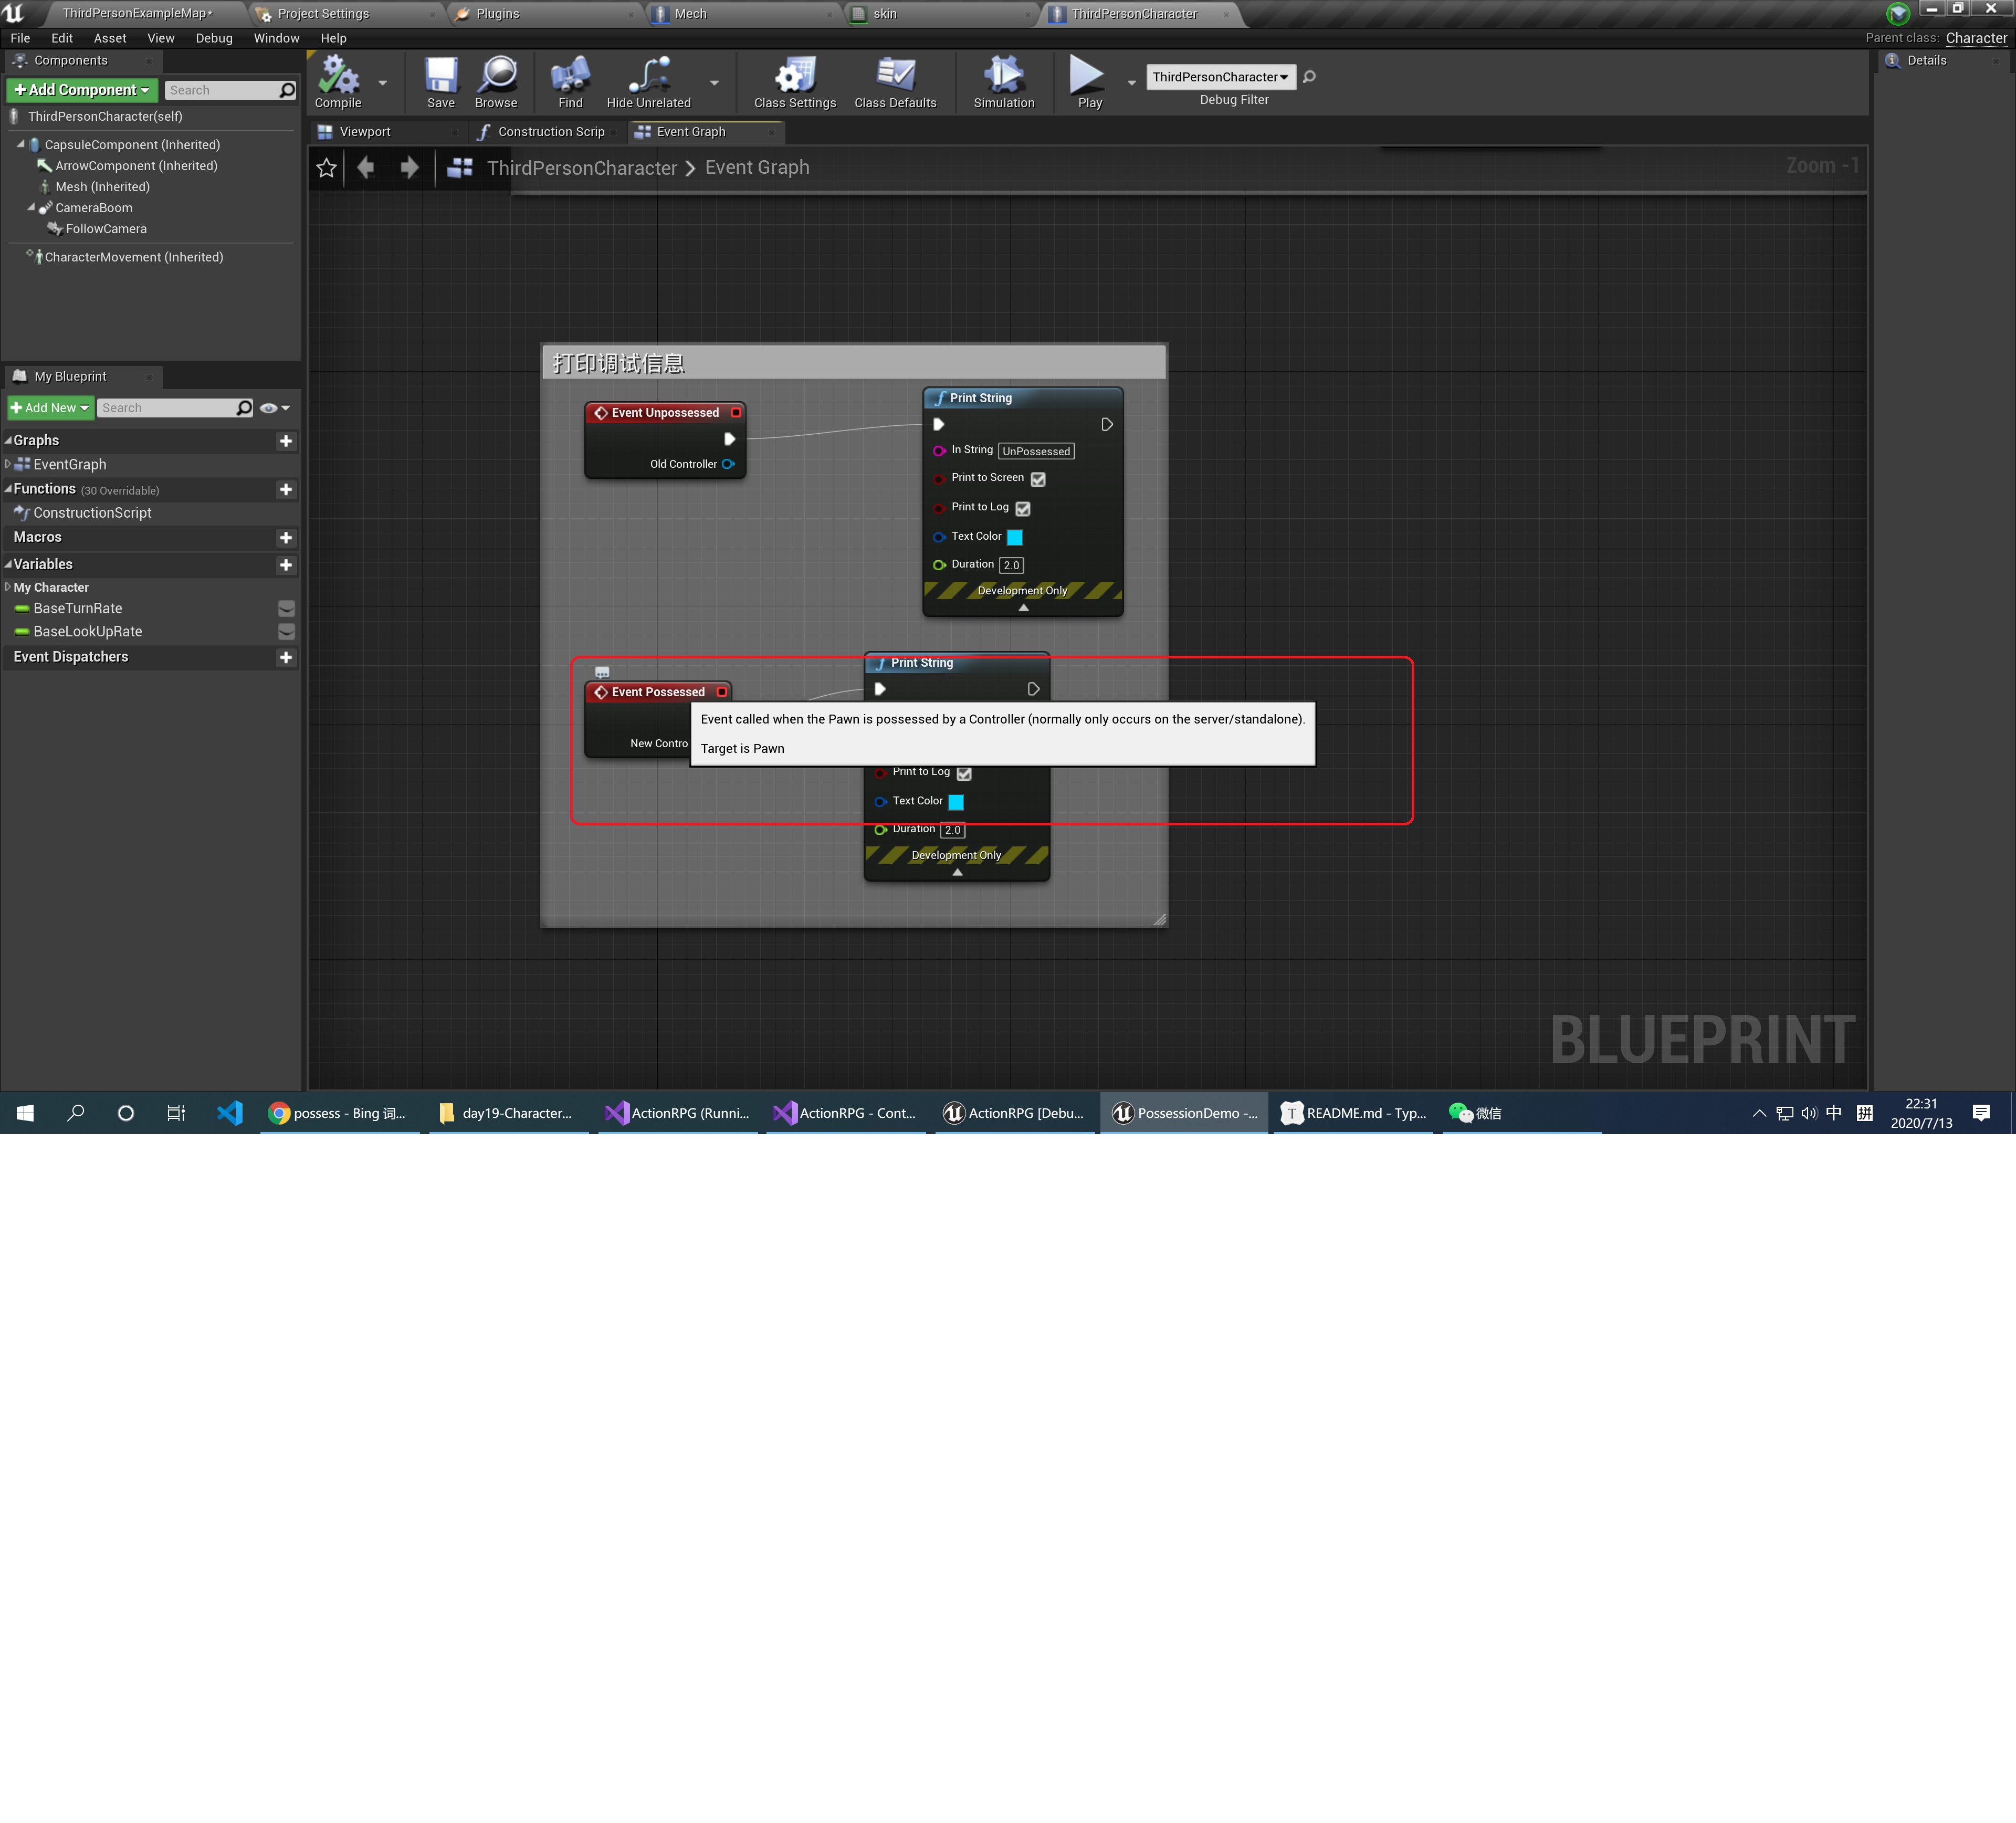 ThirdPersonExampleMap*
Project Settings
Plugins
Mech
skin
ThirdPersonCharacter
File Edit Asset View Debug Window Help
Parent class: Character
Components
+Add Component
Search
ThirdPersonCharacter(self)
CapsuleComponent (Inherited)
ArrowComponent (Inherited)
Mesh (Inherited)
CameraBoom
FollowCamera
CharacterMovement (Inherited)
Compile
Save
Browse
Find
Hide Unrelated
Class Settings
Class Defaults
Simulation
Play
ThirdPersonCharacter
Debug Filter
Details
Viewport
Construction Scrip
Event Graph
ThirdPersonCharacter > Event Graph
Zoom -1
My Blueprint
+Add New
Search
Graphs
EventGraph
Functions (30 Overridable)
ConstructionScript
Macros
Variables
My Character
BaseTurnRate
BaseLookUpRate
Event Dispatchers
打印调试信息
Event Unpossessed
Old Controller
Print String
In String UnPossessed
Print to Screen
Print to Log
Text Color
Duration 2.0
Development Only
Event Possessed
New Contro
Print String
Event called when the Pawn is possessed by a Controller (normally only occurs on the server/standalone).
Target is Pawn
Print to Log
Text Color
Duration 2.0
Development Only
BLUEPRINT
possess - Bing 词...
day19-Character...
ActionRPG (Runni...
ActionRPG - Cont...
ActionRPG [Debu...
PossessionDemo -...
README.md - Typ...
微信
中
拼
22:31
2020/7/13